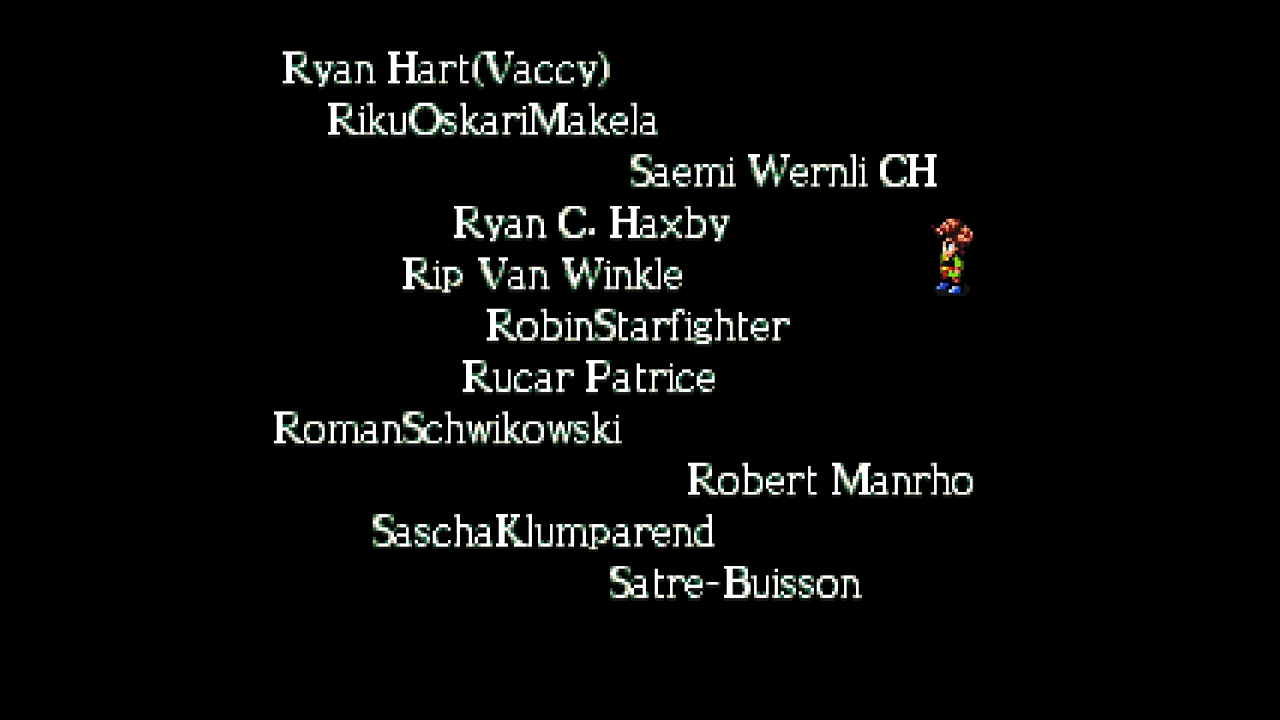 Ryan Hart(Vaccy)
RikuOskariMakela
Saemi Wernli CH
Ryan C. Haxby
Rip Van Winkle
RobinStarfighter
Rucar Patrice
RomanSchwikowski
Robert Manrho
SaschaKlumparend
Satre-Buisson